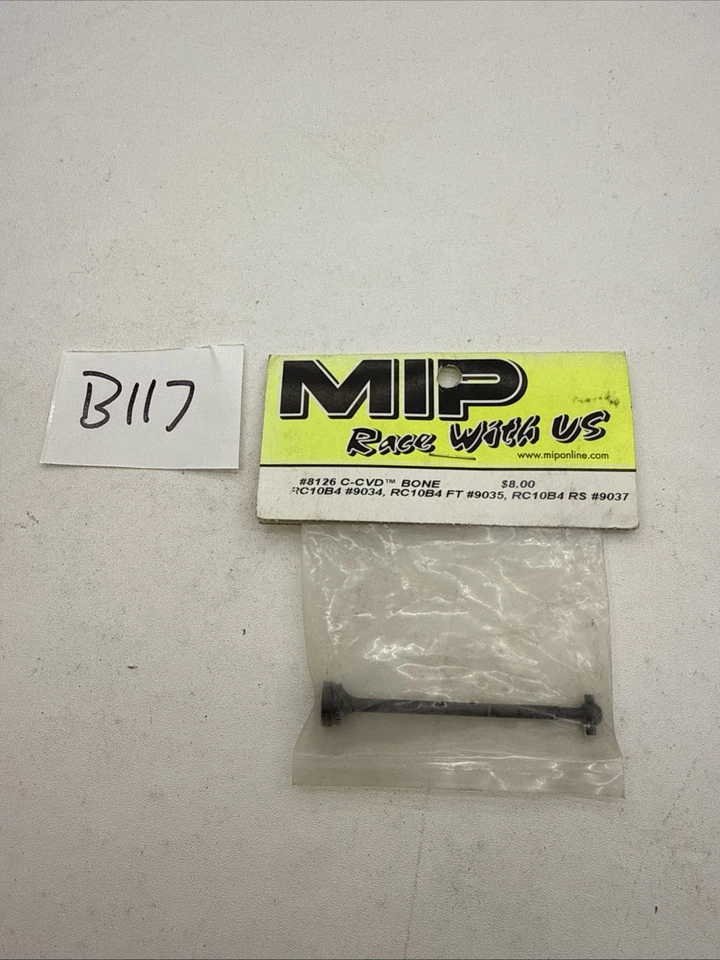 B117
MIP
Race With US
www.miponline.com
#8126 C-CVD™ BONE $8.00
RC10B4 #9034, RC10B4 FT #9035, RC10B4 RS #9037